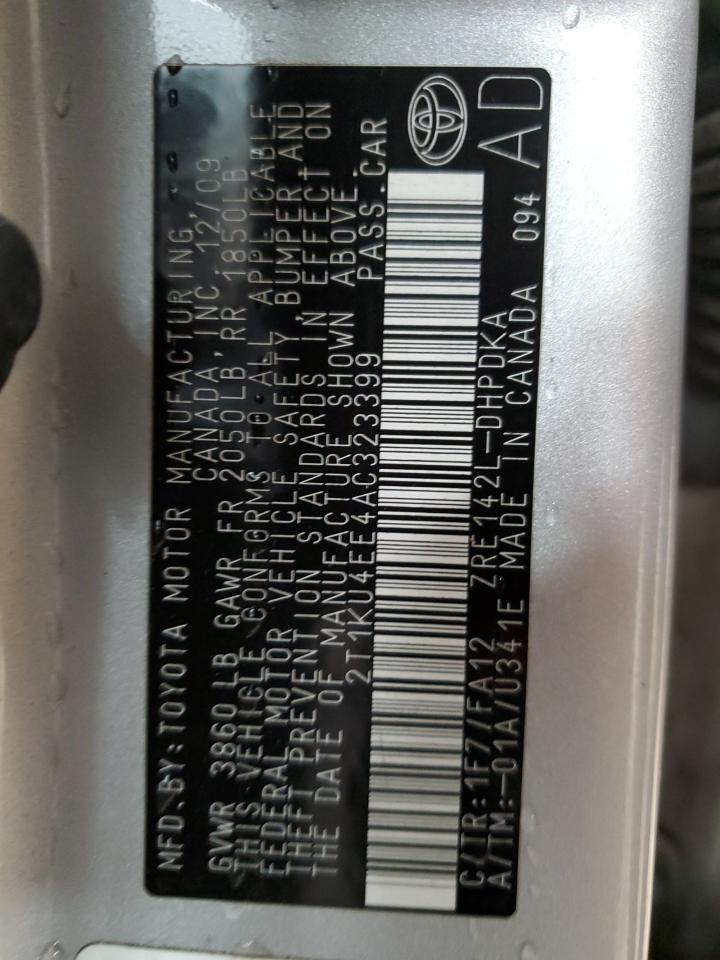 MFD.BY:TOYOTA MOTOR MANUFACTURING,
CANADA, INC. 12/09
GVWR 3860 LB GAWR FR 2050LB, RR 1850LB
THIS VEHICLE CONFORMS TO ALL APPLICABLE
FEDERAL MOTOR VEHICLE SAFETY, BUMPER AND
THEFT PREVENTION STANDARDS IN EFFECT ON
THE DATE OF MANUFACTURE SHOWN ABOVE.
2T1KU4EE4AC323399 PASS.CAR
C/TR:1F7/FA12 ZRE142L-DHPDKA
A/TM:-01A/U341E MADE IN CANADA 094
AD